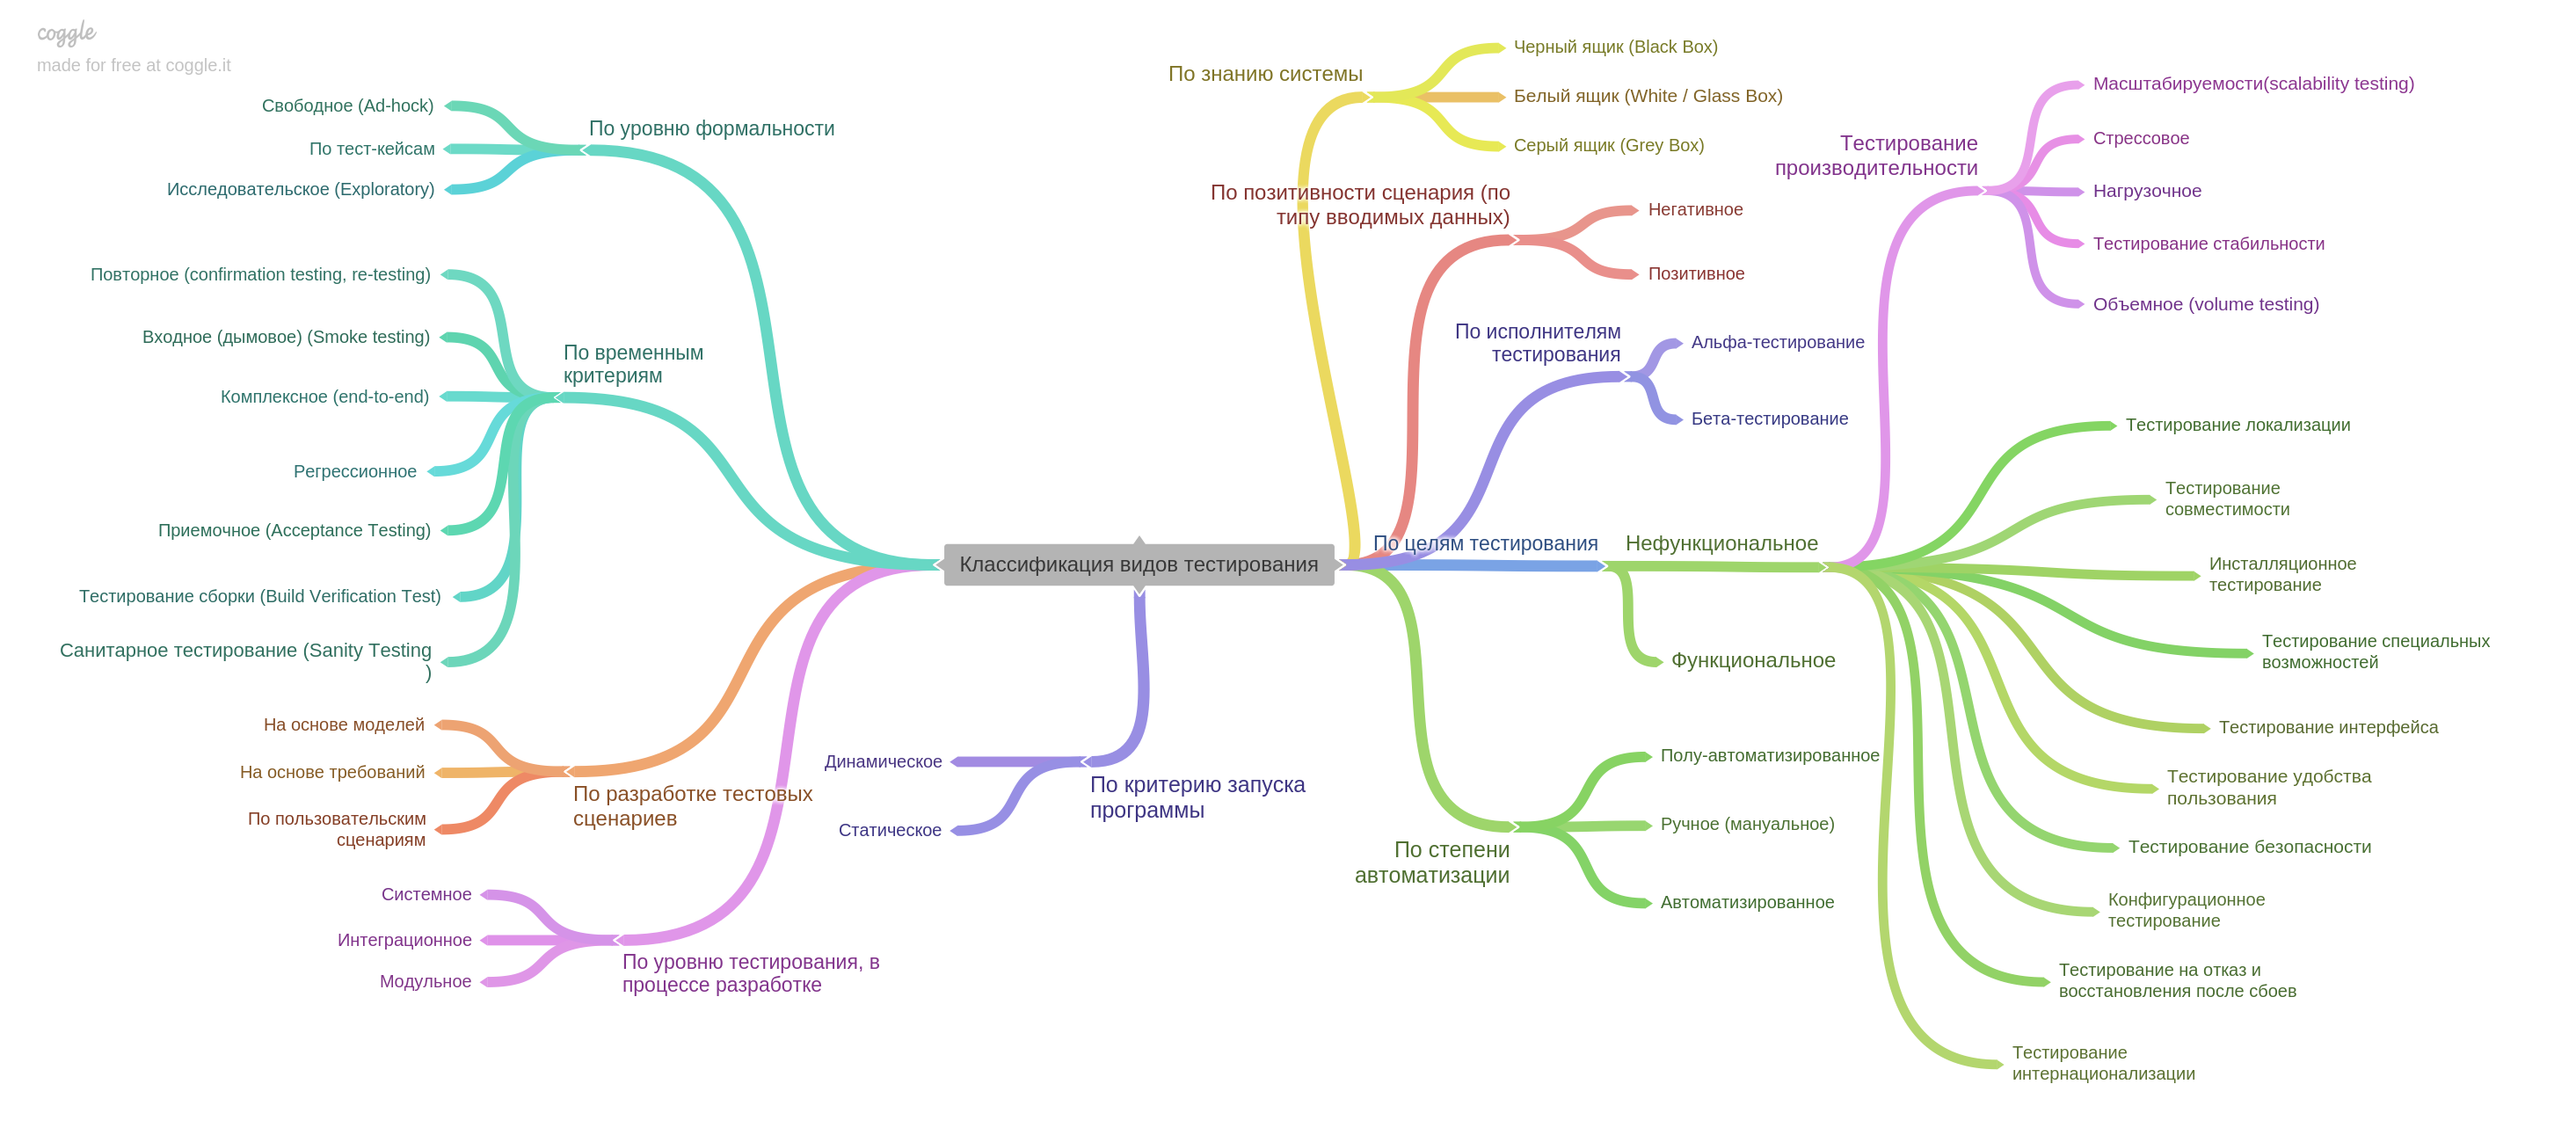 coggle
made for free at coggle.it
Классификация видов тестирования
По уровню формальности
Свободное (Ad-hock)
По тест-кейсам
Исследовательское (Exploratory)
По временным
критериям
Повторное (confirmation testing, re-testing)
Входное (дымовое) (Smoke testing)
Комплексное (end-to-end)
Регрессионное
Приемочное (Acceptance Testing)
Тестирование сборки (Build Verification Test)
Санитарное тестирование (Sanity Testing
)
По разработке тестовых
сценариев
На основе моделей
На основе требований
По пользовательским
сценариям
По уровню тестирования, в
процессе разработке
Системное
Интеграционное
Модульное
По критерию запуска
программы
Динамическое
Статическое
По знанию системы
Черный ящик (Black Box)
Белый ящик (White / Glass Box)
Серый ящик (Grey Box)
По позитивности сценария (по
типу вводимых данных)
Негативное
Позитивное
По исполнителям
тестирования
Альфа-тестирование
Бета-тестирование
По целям тестирования
Нефункциональное
Тестирование
производительности
Масштабируемости(scalability testing)
Стрессовое
Нагрузочное
Тестирование стабильности
Объемное (volume testing)
Тестирование локализации
Тестирование
совместимости
Инсталляционное
тестирование
Тестирование специальных
возможностей
Тестирование интерфейса
Тестирование удобства
пользования
Тестирование безопасности
Конфигурационное
тестирование
Тестирование на отказ и
восстановления после сбоев
Тестирование
интернационализации
Функциональное
По степени
автоматизации
Полу-автоматизированное
Ручное (мануальное)
Автоматизированное